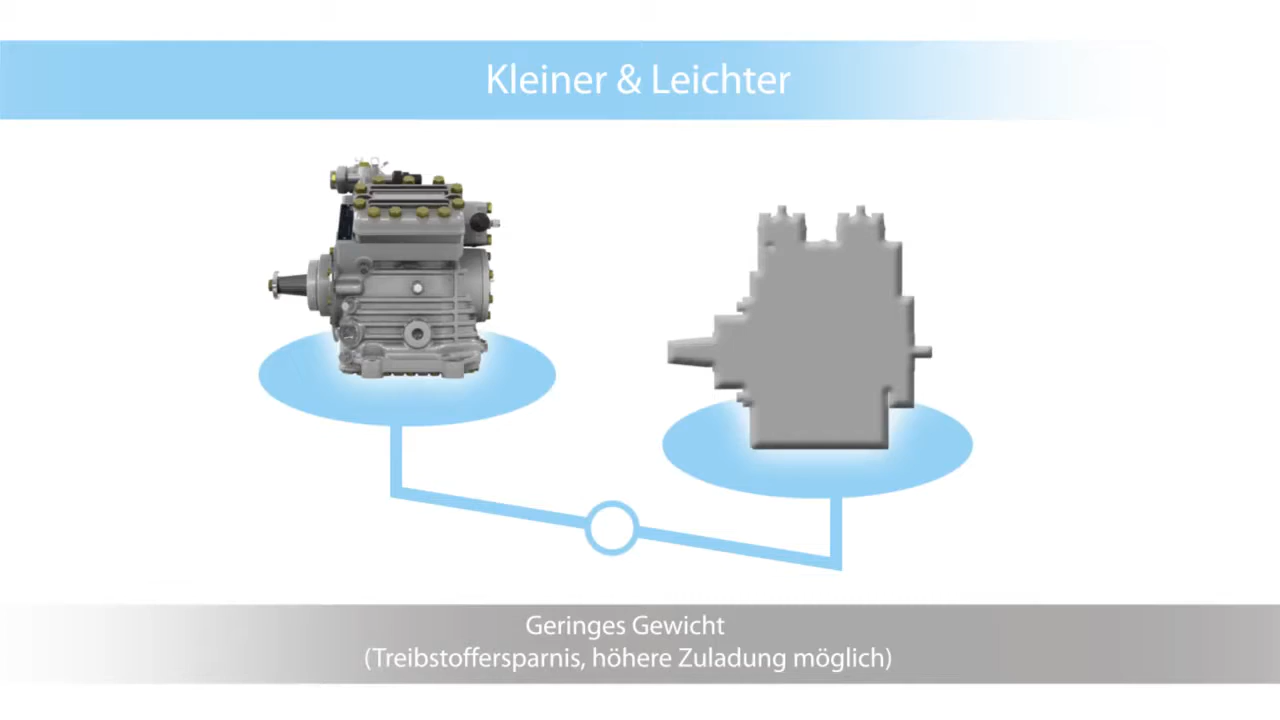 Kleiner & Leichter
Geringes Gewicht
(Treibstoffersparnis, höhere Zuladung möglich)